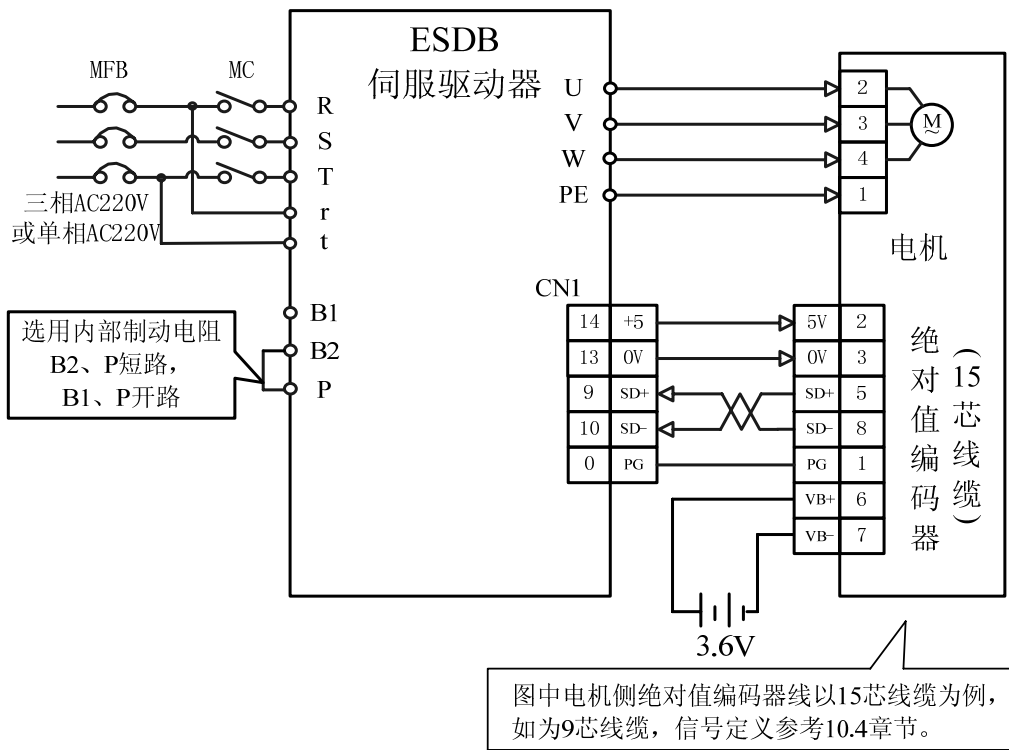 ESDB
伺服驱动器
MFB
MC
R
S
T
r
t
三相AC220V
或单相AC220V
B1
B2
P
选用内部制动电阻
B2、P短路,
B1、P开路
U
V
W
PE
2
3
4
1
M
~
电机
CN1
14 +5
13 0V
9 SD+
10 SD-
0 PG
5V 2
0V 3
SD+ 5
SD- 8
PG 1
VB+ 6
VB- 7
绝对值编码器
(15芯线缆)
3.6V
图中电机侧绝对值编码器线以15芯线缆为例,
如为9芯线缆,信号定义参考10.4章节。